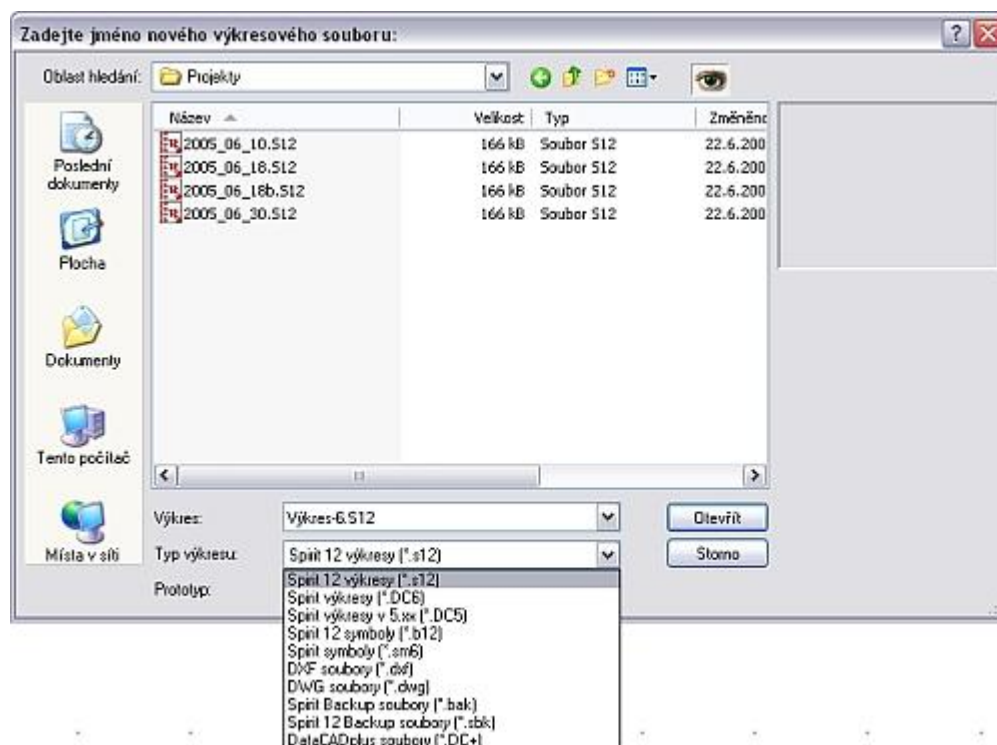 Zadejte jméno nového výkresového souboru:
Oblast hledání: Projekty
Název Velikost Typ Změněno
2005_06_10.S12 166 kB Soubor S12 22.6.200
2005_06_18.S12 166 kB Soubor S12 22.6.200
2005_06_18b.S12 166 kB Soubor S12 22.6.200
2005_06_30.S12 166 kB Soubor S12 22.6.200
Poslední
dokumenty
Plocha
Dokumenty
Tento počítač
Místa v síti
Výkres: Výkres-6.S12 Otevřít
Typ výkresu: Spirit 12 výkresy (*.s12) Storno
Prototyp:
Spirit 12 výkresy (*.s12)
Spirit výkresy (*.DC6)
Spirit výkresy v 5.xx (*.DC5)
Spirit 12 symboly (*.b12)
Spirit symboly (*.sm6)
DXF soubory (*.dxf)
DWG soubory (*.dwg)
Spirit Backup soubory (*.bak)
Spirit 12 Backup soubory (*.sbk)
DataCADplus soubory (*.DC+)